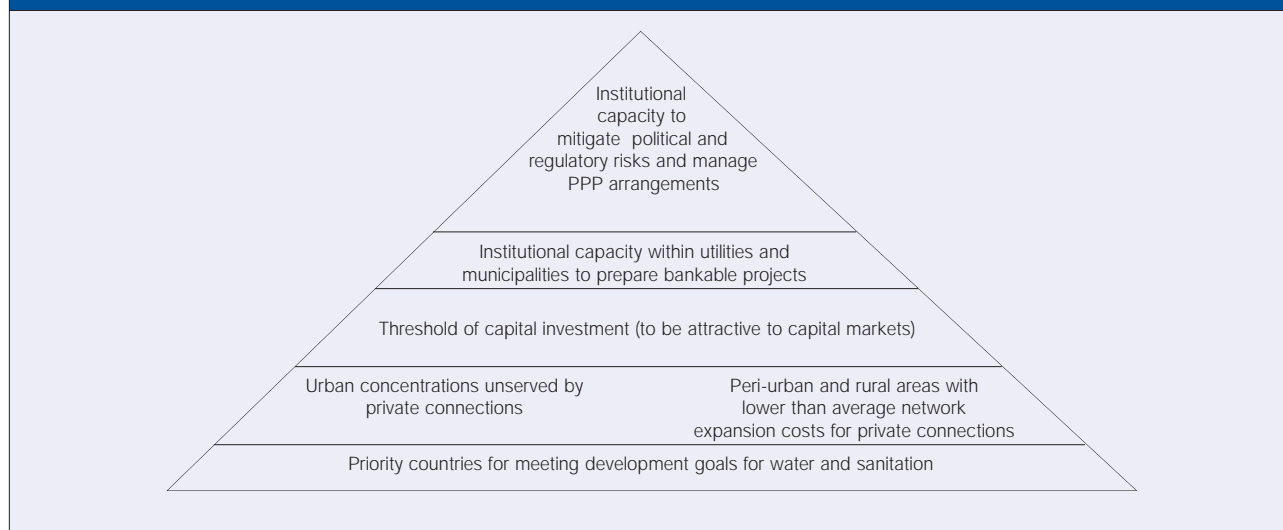 Institutional
capacity to
mitigate political and
regulatory risks and manage
PPP arrangements
Institutional capacity within utilities and
municipalities to prepare bankable projects
Threshold of capital investment (to be attractive to capital markets)
Urban concentrations unserved by
private connections
Peri-urban and rural areas with
lower than average network
expansion costs for private connections
Priority countries for meeting development goals for water and sanitation